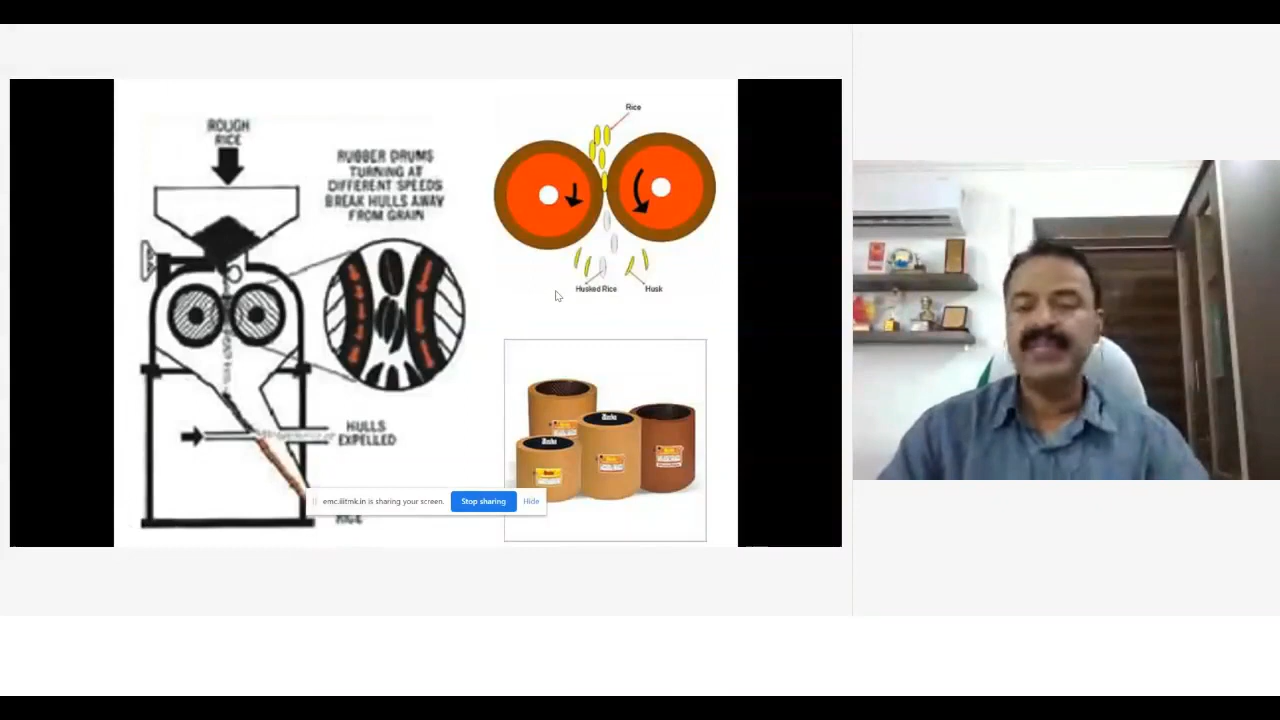 ROUGH
RICE
RUBBER DRUMS
TURNING AT
DIFFERENT SPEEDS
BREAK HULLS AWAY
FROM GRAIN
HULLS
EXPELLED
RICE
Rice
Husked Rice
Husk
emc.iiitmk.in is sharing your screen.
Stop sharing
Hide